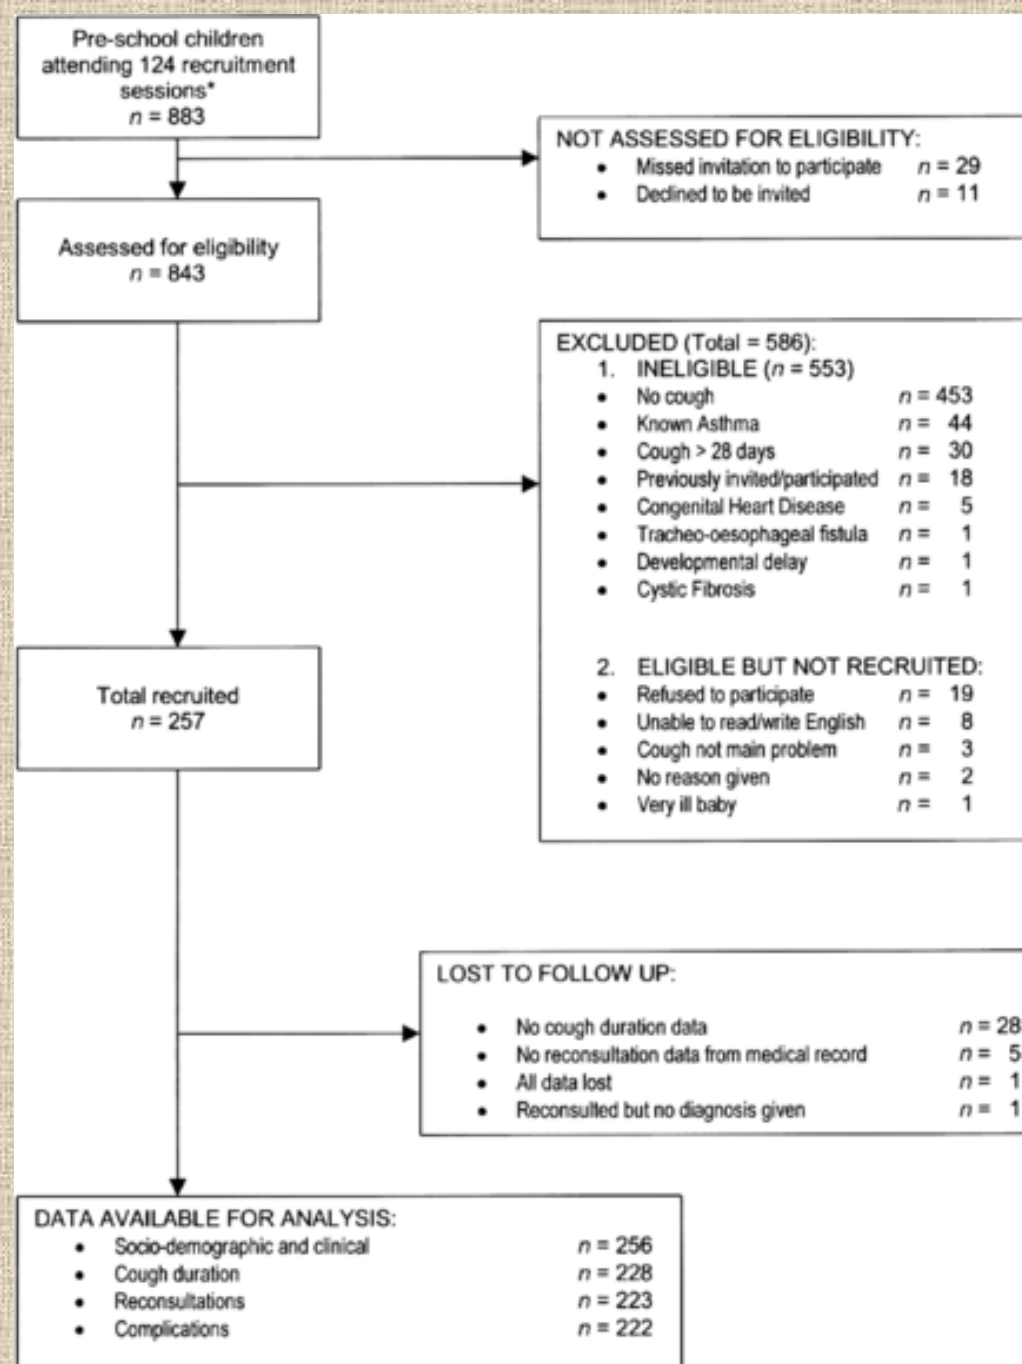 Pre-school children
attending 124 recruitment
sessions*
n = 883
NOT ASSESSED FOR ELIGIBILITY:
• Missed invitation to participate n = 29
• Declined to be invited n = 11
Assessed for eligibility
n = 843
EXCLUDED (Total = 586):
1. INELIGIBLE (n = 553)
• No cough n = 453
• Known Asthma n = 44
• Cough > 28 days n = 30
• Previously invited/participated n = 18
• Congenital Heart Disease n = 5
• Tracheo-oesophageal fistula n = 1
• Developmental delay n = 1
• Cystic Fibrosis n = 1
2. ELIGIBLE BUT NOT RECRUITED:
• Refused to participate n = 19
• Unable to read/write English n = 8
• Cough not main problem n = 3
• No reason given n = 2
• Very ill baby n = 1
Total recruited
n = 257
LOST TO FOLLOW UP:
• No cough duration data n = 28
• No reconsultation data from medical record n = 5
• All data lost n = 1
• Reconsulted but no diagnosis given n = 1
DATA AVAILABLE FOR ANALYSIS:
• Socio-demographic and clinical n = 256
• Cough duration n = 228
• Reconsultations n = 223
• Complications n = 222